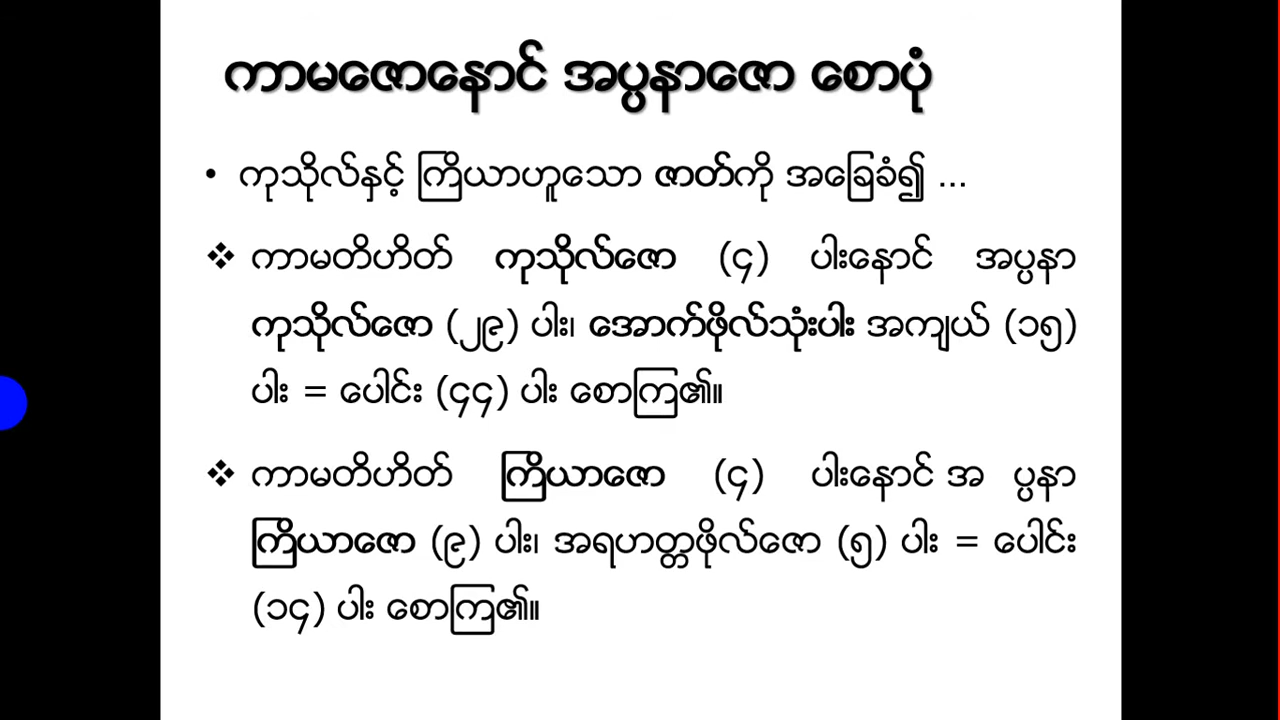 ကာမဇောနောင် အပ္ပနာဇော စောပုံ
• ကုသိုလ်နှင့် ကြိယာဟူသော ဇာတ်ကို အခြေခံ၍ ...
❖ ကာမတိဟိတ် ကုသိုလ်ဇော (၄) ပါးနောင် အပ္ပနာ
ကုသိုလ်ဇော (၂၉) ပါး၊ အောက်ဖိုလ်သုံးပါး အကျယ် (၁၅)
ပါး = ပေါင်း (၄၄) ပါး စောကြ၏။
❖ ကာမတိဟိတ် ကြိယာဇော (၄) ပါးနောင် အ ပ္ပနာ
ကြိယာဇော (၉) ပါး၊ အရဟတ္တဖိုလ်ဇော (၅) ပါး = ပေါင်း
(၁၄) ပါး စောကြ၏။